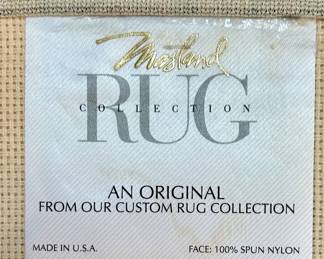 Masland
RUG
COLLECTION
AN ORIGINAL
FROM OUR CUSTOM RUG COLLECTION
MADE IN U.S.A. FACE: 100% SPUN NYLON